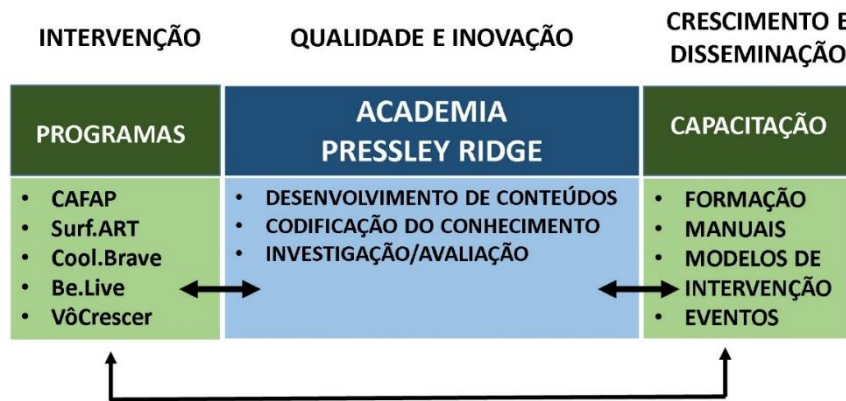 INTERVENÇÃO
QUALIDADE E INOVAÇÃO
CRESCIMENTO E
DISSEMINAÇÃO
PROGRAMAS
ACADEMIA
PRESSLEY RIDGE
CAPACITAÇÃO
• CAFAP
• Surf.ART
• Cool.Brave
• Be.Live
• VôCrescer
• DESENVOLVIMENTO DE CONTEÚDOS
• CODIFICAÇÃO DO CONHECIMENTO
• INVESTIGAÇÃO/AVALIAÇÃO
• FORMAÇÃO
• MANUAIS
• MODELOS DE
INTERVENÇÃO
• EVENTOS